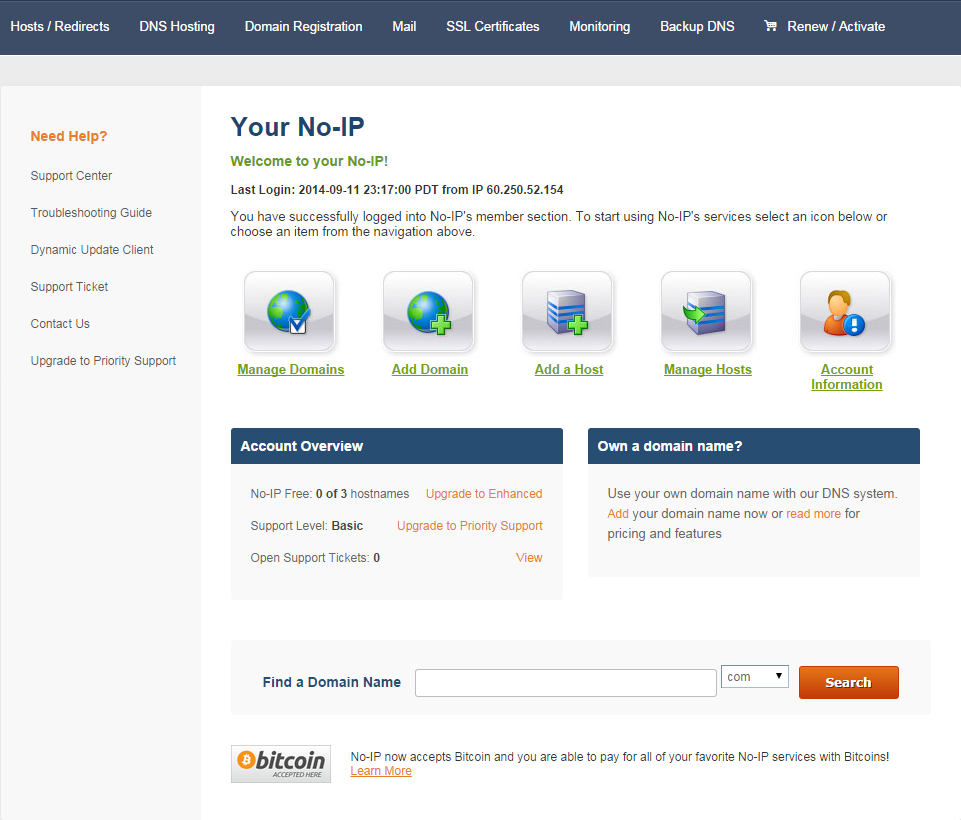 Hosts / Redirects DNS Hosting Domain Registration Mail SSL Certificates Monitoring Backup DNS Renew / Activate
Need Help?
Support Center
Troubleshooting Guide
Dynamic Update Client
Support Ticket
Contact Us
Upgrade to Priority Support
Your No-IP
Welcome to your No-IP!
Last Login: 2014-09-11 23:17:00 PDT from IP 60.250.52.154
You have successfully logged into No-IP's member section. To start using No-IP's services select an icon below or
choose an item from the navigation above.
Manage Domains
Add Domain
Add a Host
Manage Hosts
Account
Information
Account Overview
No-IP Free: 0 of 3 hostnames Upgrade to Enhanced
Support Level: Basic Upgrade to Priority Support
Open Support Tickets: 0 View
Own a domain name?
Use your own domain name with our DNS system.
Add your domain name now or read more for
pricing and features
Find a Domain Name com Search
bitcoin
ACCEPTED HERE
No-IP now accepts Bitcoin and you are able to pay for all of your favorite No-IP services with Bitcoins!
Learn More